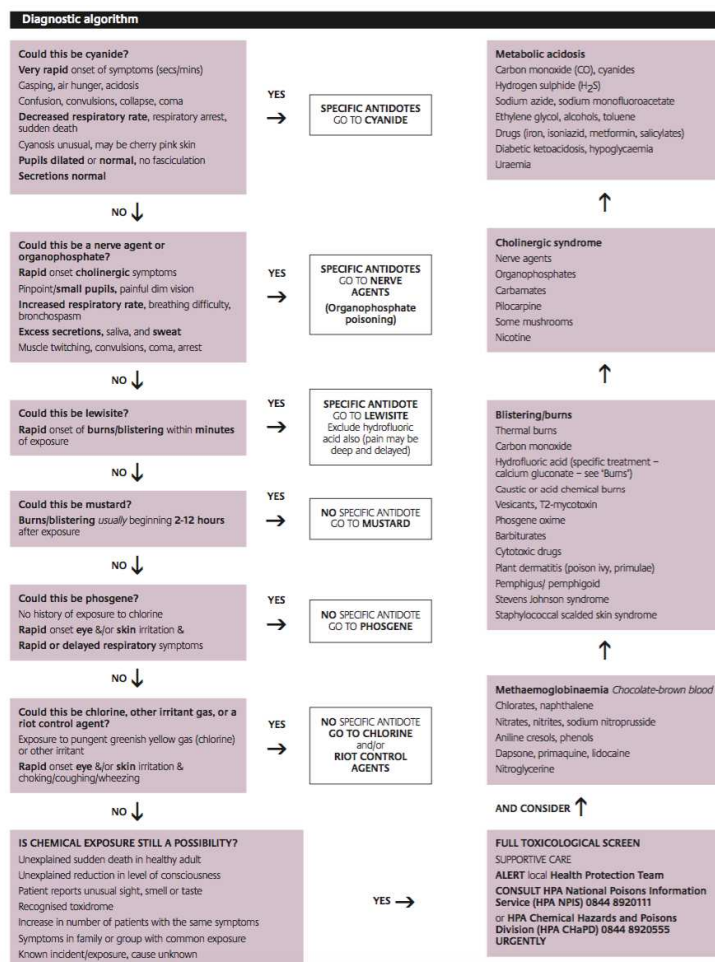 Diagnostic algorithm
Could this be cyanide?
Very rapid onset of symptoms (secs/mins)
Gasping, air hunger, acidosis
Confusion, convulsions, collapse, coma
Decreased respiratory rate, respiratory arrest,
sudden death
Cyanosis unusual, may be cherry pink skin
Pupils dilated or normal, no fasciculation
Secretions normal
YES
→
SPECIFIC ANTIDOTES
GO TO CYANIDE
NO ↓
Could this be a nerve agent or
organophosphate?
Rapid onset cholinergic symptoms
Pinpoint/small pupils, painful dim vision
Increased respiratory rate, breathing difficulty,
bronchospasm
Excess secretions, saliva, and sweat
Muscle twitching, convulsions, coma, arrest
YES
→
SPECIFIC ANTIDOTES
GO TO NERVE
AGENTS
(Organophosphate
poisoning)
NO ↓
Could this be lewisite?
Rapid onset of burns/blistering within minutes
of exposure
YES
→
SPECIFIC ANTIDOTE
GO TO LEWISITE
Exclude hydrofluoric
acid also (pain may be
deep and delayed)
NO ↓
Could this be mustard?
Burns/blistering usually beginning 2-12 hours
after exposure
YES
→
NO SPECIFIC ANTIDOTE
GO TO MUSTARD
NO ↓
Could this be phosgene?
No history of exposure to chlorine
Rapid onset eye &/or skin irritation &
Rapid or delayed respiratory symptoms
YES
→
NO SPECIFIC ANTIDOTE
GO TO PHOSGENE
NO ↓
Could this be chlorine, other irritant gas, or a
riot control agent?
Exposure to pungent greenish yellow gas (chlorine)
or other irritant
Rapid onset eye &/or skin irritation &
choking/coughing/wheezing
YES
→
NO SPECIFIC ANTIDOTE
GO TO CHLORINE
and/or
RIOT CONTROL
AGENTS
NO ↓
IS CHEMICAL EXPOSURE STILL A POSSIBILITY?
Unexplained sudden death in healthy adult
Unexplained reduction in level of consciousness
Patient reports unusual sight, smell or taste
Recognised toxidrome
Increase in number of patients with the same symptoms
Symptoms in family or group with common exposure
Known incident/exposure, cause unknown
YES →
FULL TOXICOLOGICAL SCREEN
SUPPORTIVE CARE
ALERT local Health Protection Team
CONSULT HPA National Poisons Information
Service (HPA NPIS) 0844 8920111
or HPA Chemical Hazards and Poisons
Division (HPA CHaPD) 0844 8920555
URGENTLY
AND CONSIDER ↑
Methaemoglobinaemia Chocolate-brown blood
Chlorates, naphthalene
Nitrates, nitrites, sodium nitroprusside
Aniline cresols, phenols
Dapsone, primaquine, lidocaine
Nitroglycerine
↑
Blistering/burns
Thermal burns
Carbon monoxide
Hydrofluoric acid (specific treatment –
calcium gluconate – see 'Burns')
Caustic or acid chemical burns
Vesicants, T2-mycotoxin
Phosgene oxime
Barbiturates
Cytotoxic drugs
Plant dermatitis (poison ivy, primulae)
Pemphigus/ pemphigoid
Stevens Johnson syndrome
Staphylococcal scalded skin syndrome
↑
Cholinergic syndrome
Nerve agents
Organophosphates
Carbamates
Pilocarpine
Some mushrooms
Nicotine
↑
Metabolic acidosis
Carbon monoxide (CO), cyanides
Hydrogen sulphide (H2S)
Sodium azide, sodium monofluoroacetate
Ethylene glycol, alcohols, toluene
Drugs (iron, isoniazid, metformin, salicylates)
Diabetic ketoacidosis, hypoglycaemia
Uraemia